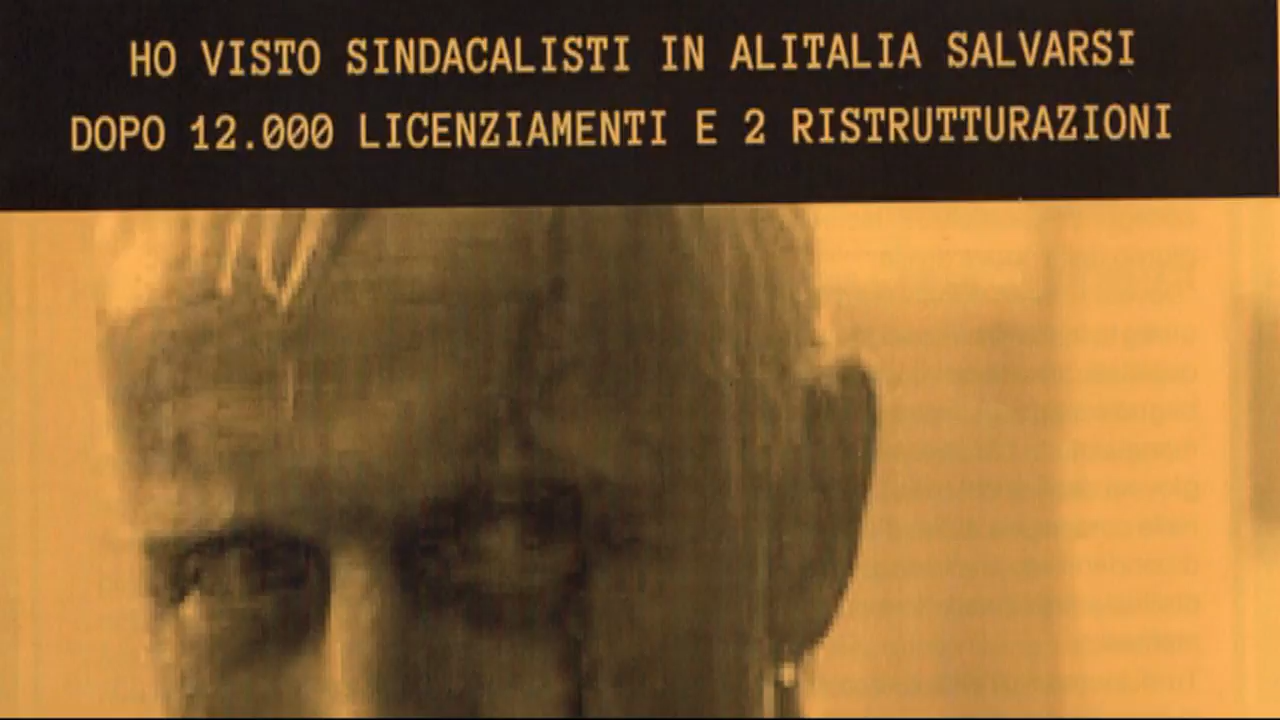 HO VISTO SINDACALISTI IN ALITALIA SALVARSI
DOPO 12.000 LICENZIAMENTI E 2 RISTRUTTURAZIONI